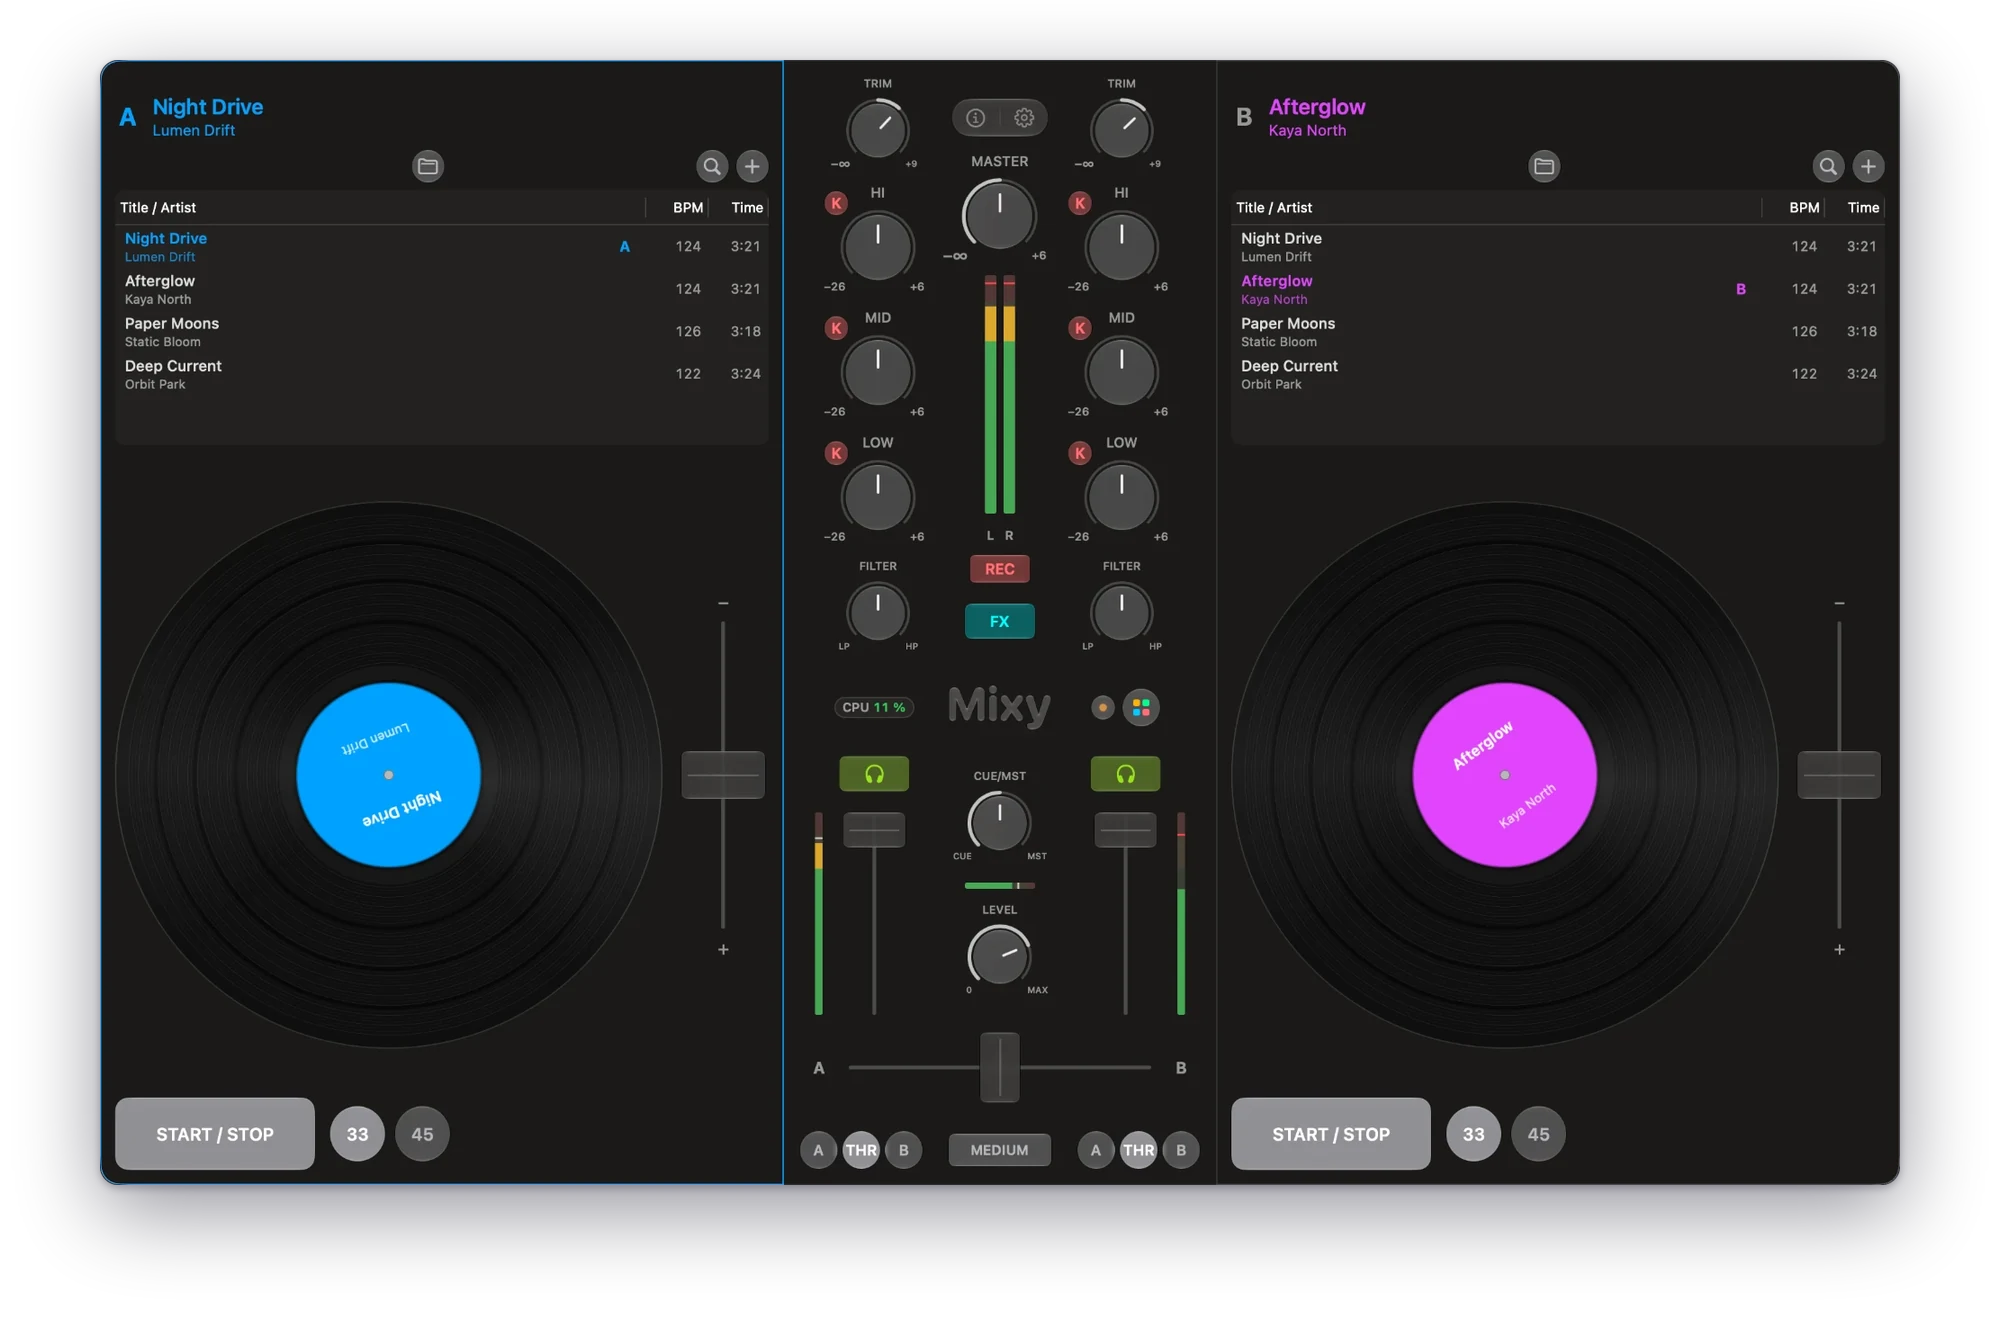 A
Night Drive
Lumen Drift
Title / Artist BPM Time
Night Drive
Lumen Drift
A 124 3:21
Afterglow
Kaya North
124 3:21
Paper Moons
Static Bloom
126 3:18
Deep Current
Orbit Park
122 3:24
Lumen Drift
Night Drive
−
+
START / STOP 33 45
TRIM
−∞ +9
K HI
−26 +6
K MID
−26 +6
K LOW
−26 +6
FILTER
LP HP
MASTER
−∞ +6
L R
REC
FX
TRIM
−∞ +9
K HI
−26 +6
K MID
−26 +6
K LOW
−26 +6
FILTER
LP HP
CPU 11 %
Mixy
CUE/MST
CUE MST
LEVEL
0 MAX
A B
A THR B
MEDIUM
A THR B
B
Afterglow
Kaya North
Title / Artist BPM Time
Night Drive
Lumen Drift
124 3:21
Afterglow
Kaya North
B 124 3:21
Paper Moons
Static Bloom
126 3:18
Deep Current
Orbit Park
122 3:24
Afterglow
Kaya North
−
+
START / STOP 33 45